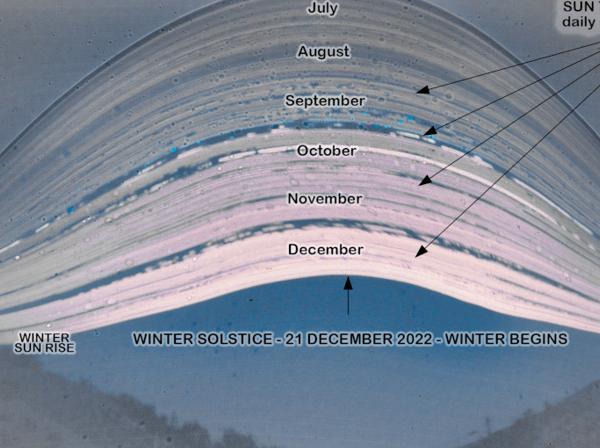 July
SUN
daily
August
September
October
November
December
WINTER SOLSTICE - 21 DECEMBER 2022 - WINTER BEGINS
WINTER
SUN RISE